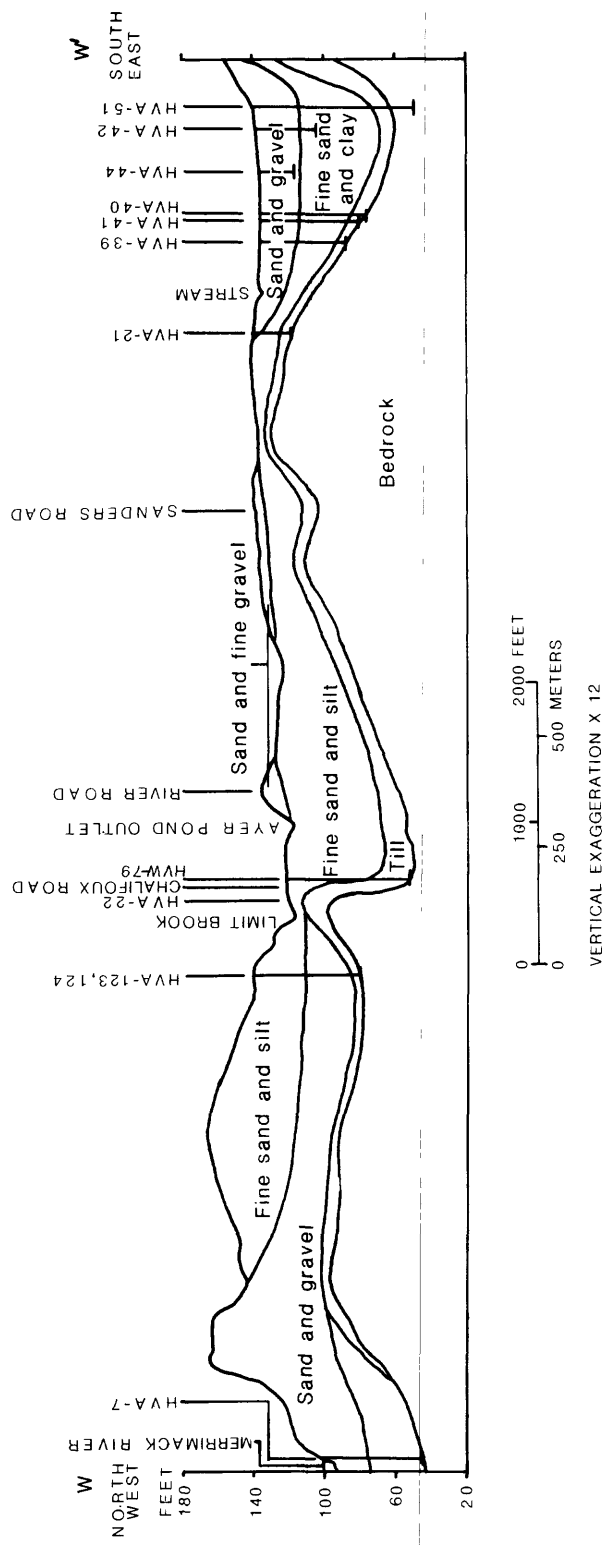 W
NORTH
WEST
FEET
180
140
100
60
20
MERRIMACK RIVER
HVA-7
HVA-123,124
LIMIT BROOK
HVA-22
CHALIFOUX ROAD
HVW-79
AYER POND OUTLET
RIVER ROAD
SANDERS ROAD
HVA-21
STREAM
HVA-39
HVA-41
HVA-40
HVA-44
HVA-42
HVA-51
W'
SOUTH
EAST
Sand and gravel
Fine sand and silt
Till
Fine sand and silt
Sand and fine gravel
Bedrock
Sand and gravel
Fine sand
and clay
0 1000 2000 FEET
0 250 500 METERS
VERTICAL EXAGGERATION X 12